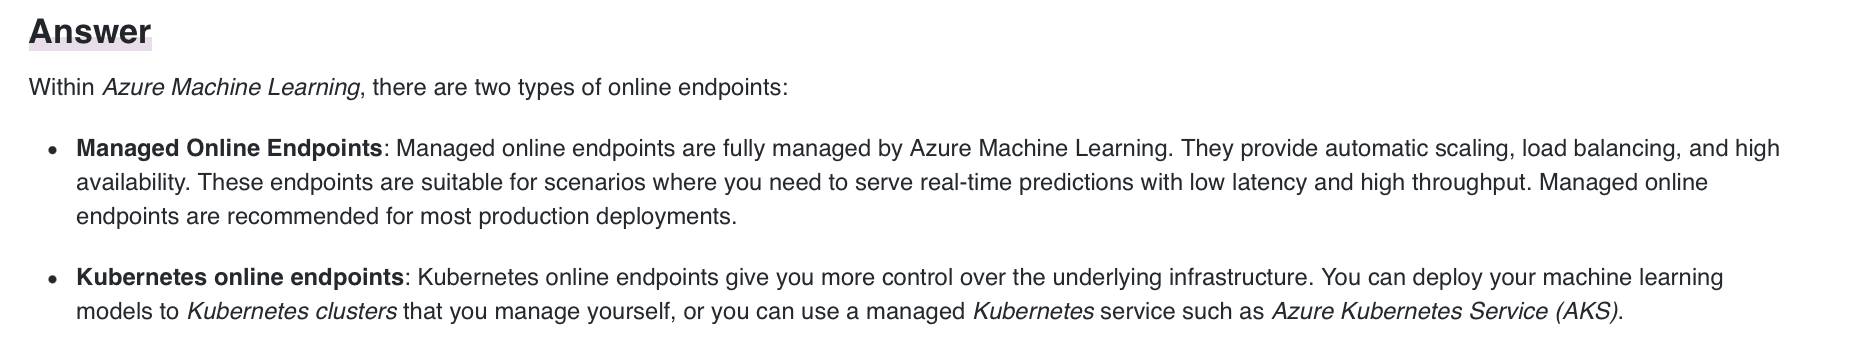 Answer
Within Azure Machine Learning, there are two types of online endpoints:
• Managed Online Endpoints: Managed online endpoints are fully managed by Azure Machine Learning. They provide automatic scaling, load balancing, and high
availability. These endpoints are suitable for scenarios where you need to serve real-time predictions with low latency and high throughput. Managed online
endpoints are recommended for most production deployments.
• Kubernetes online endpoints: Kubernetes online endpoints give you more control over the underlying infrastructure. You can deploy your machine learning
models to Kubernetes clusters that you manage yourself, or you can use a managed Kubernetes service such as Azure Kubernetes Service (AKS).